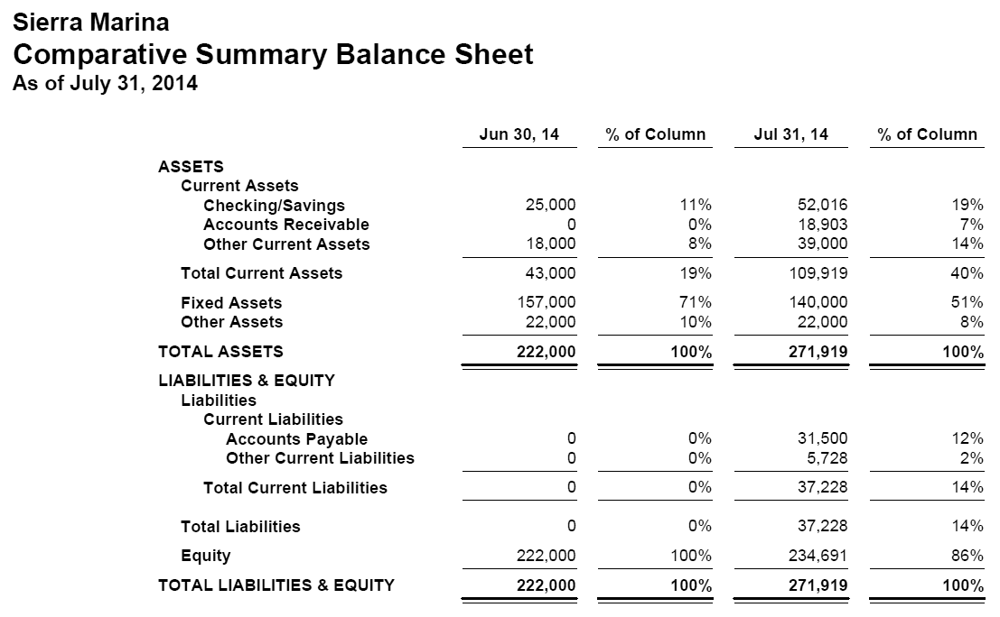 Sierra Marina
Comparative Summary Balance Sheet
As of July 31, 2014
Jun 30, 14 % of Column Jul 31, 14 % of Column
ASSETS
Current Assets
Checking/Savings 25,000 11% 52,016 19%
Accounts Receivable 0 0% 18,903 7%
Other Current Assets 18,000 8% 39,000 14%
Total Current Assets 43,000 19% 109,919 40%
Fixed Assets 157,000 71% 140,000 51%
Other Assets 22,000 10% 22,000 8%
TOTAL ASSETS 222,000 100% 271,919 100%
LIABILITIES & EQUITY
Liabilities
Current Liabilities
Accounts Payable 0 0% 31,500 12%
Other Current Liabilities 0 0% 5,728 2%
Total Current Liabilities 0 0% 37,228 14%
Total Liabilities 0 0% 37,228 14%
Equity 222,000 100% 234,691 86%
TOTAL LIABILITIES & EQUITY 222,000 100% 271,919 100%